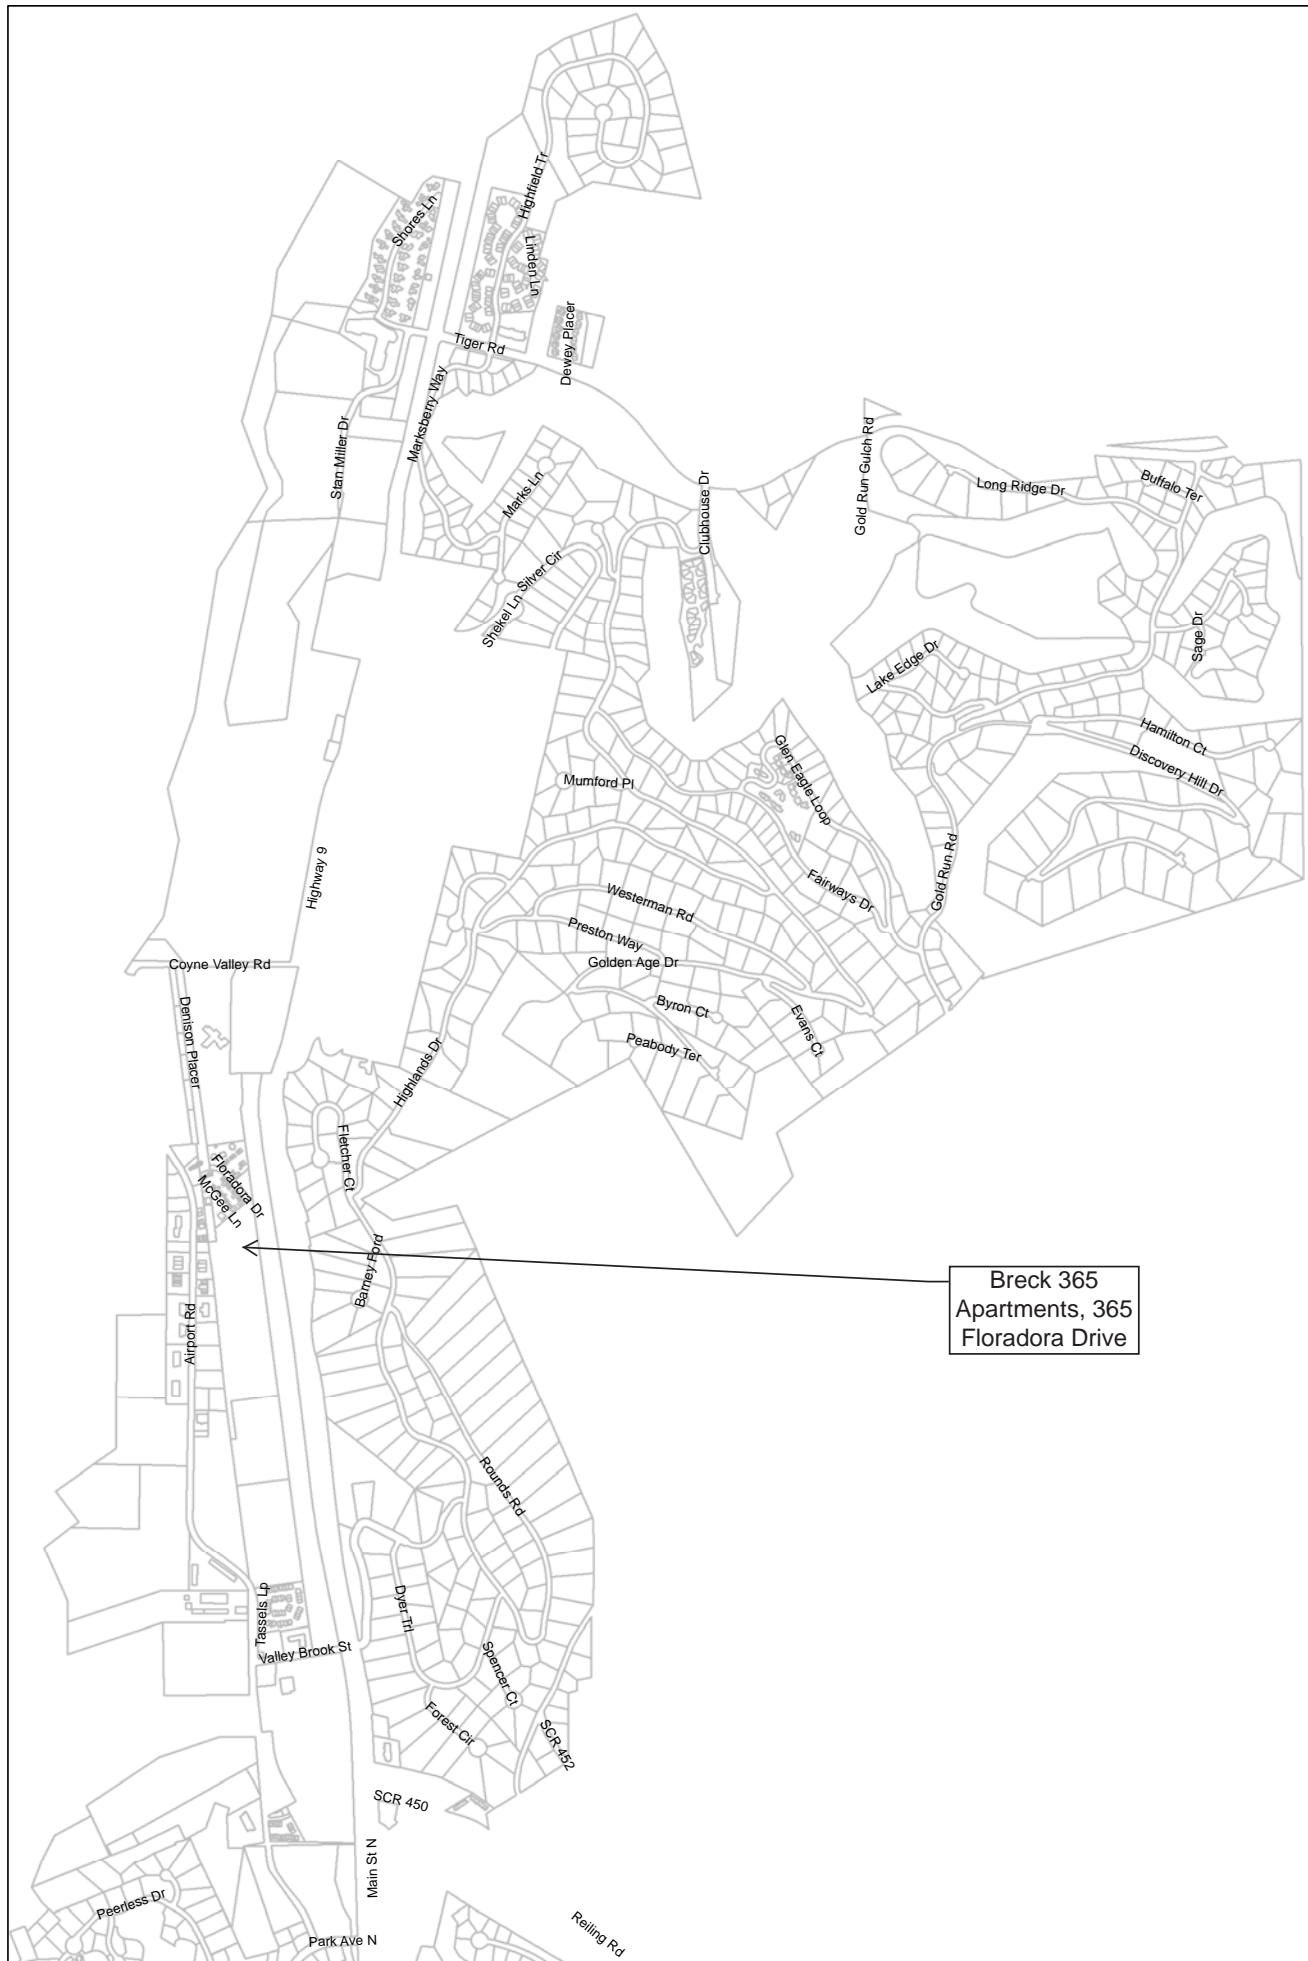 Highfield Tr
Shores Ln
Linden Ln
Dewey Placer
Tiger Rd
Marksberry Way
Stan Miller Dr
Marks Ln
Clubhouse Dr
Gold Run Gulch Rd
Long Ridge Dr
Buffalo Ter
Silver Cir
Shekel Ln
Sage Dr
Lake Edge Dr
Hamilton Ct
Discovery Hill Dr
Glen Eagle Loop
Mumford Pl
Highway 9
Fairways Dr
Gold Run Rd
Westerman Rd
Preston Way
Golden Age Dr
Coyne Valley Rd
Denison Placer
Byron Ct
Evans Ct
Peabody Ter
Highlands Dr
Fletcher Ct
Floradora Dr
McGee Ln
Barney Ford
Breck 365
Apartments, 365
Floradora Drive
Airport Rd
Rounds Rd
Dyer Trl
Tassels Lp
Valley Brook St
Spencer Ct
Forest Cir
SCR 452
SCR 450
Main St N
Peerless Dr
Park Ave N
Reiling Rd